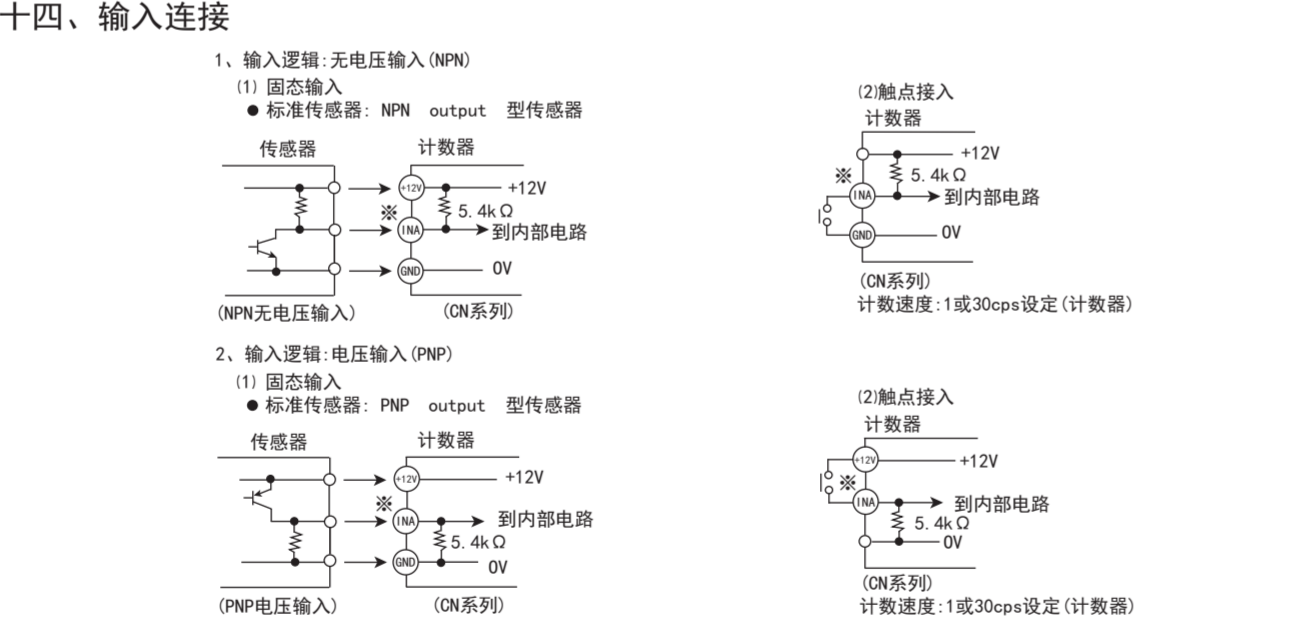 十四、输入连接
1、输入逻辑:无电压输入(NPN)
(1) 固态输入
● 标准传感器: NPN output 型传感器
传感器 计数器
+12V +12V
※ 5.4kΩ
INA 到内部电路
GND 0V
(NPN无电压输入) (CN系列)
(2)触点接入
计数器
+12V
※ 5.4kΩ
INA 到内部电路
GND 0V
(CN系列)
计数速度:1或30cps设定(计数器)
2、输入逻辑:电压输入(PNP)
(1) 固态输入
● 标准传感器: PNP output 型传感器
传感器 计数器
+12V +12V
※
INA 到内部电路
5.4kΩ
GND 0V
(PNP电压输入) (CN系列)
(2)触点接入
计数器
+12V +12V
※
INA 到内部电路
5.4kΩ
0V
(CN系列)
计数速度:1或30cps设定(计数器)